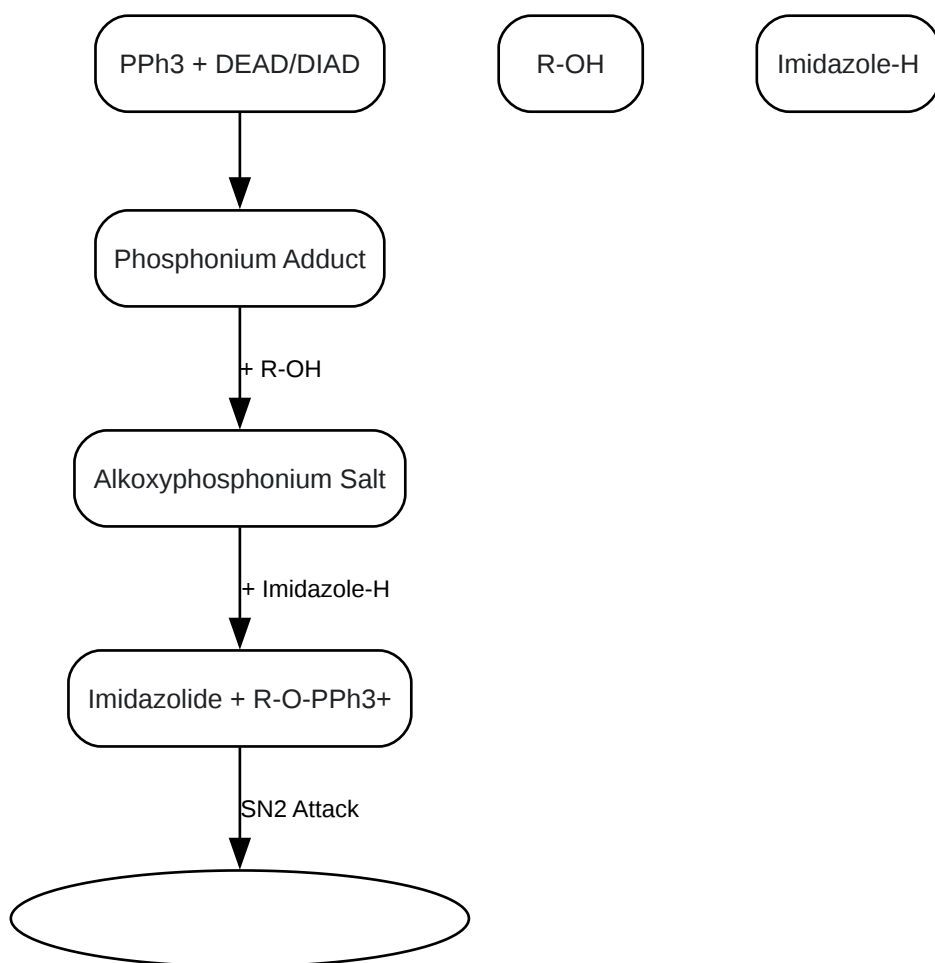 PPh3 + DEAD/DIAD
R-OH
Imidazole-H
Phosphonium Adduct
+ R-OH
Alkoxyphosphonium Salt
+ Imidazole-H
Imidazolide + R-O-PPh3+
SN2 Attack